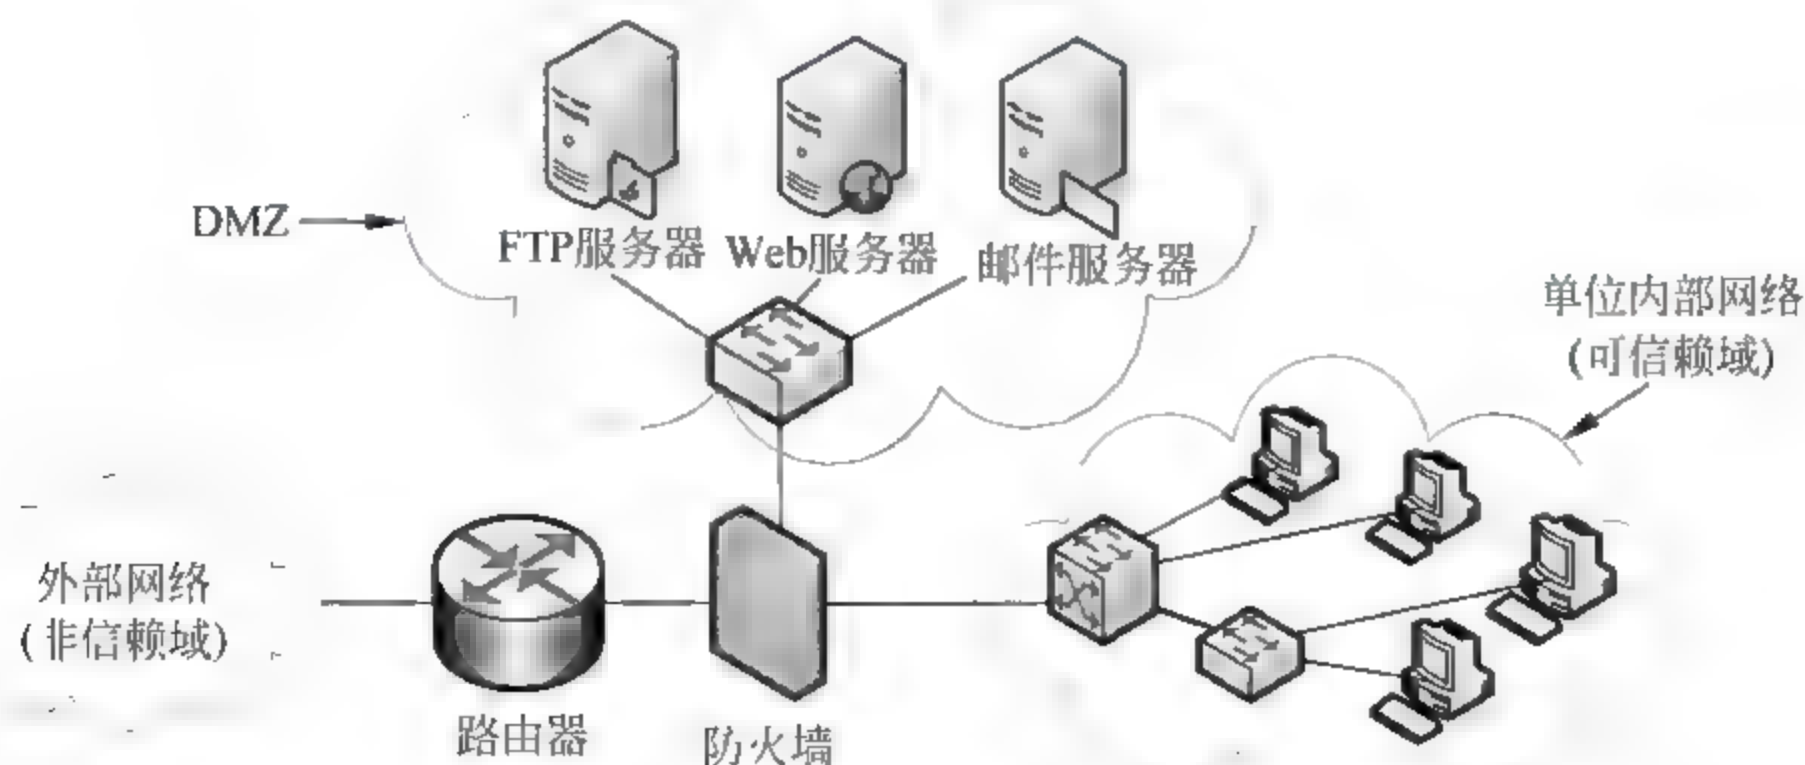 DMZ
FTP服务器
Web服务器
邮件服务器
单位内部网络
(可信赖域)
外部网络
(非信赖域)
路由器
防火墙